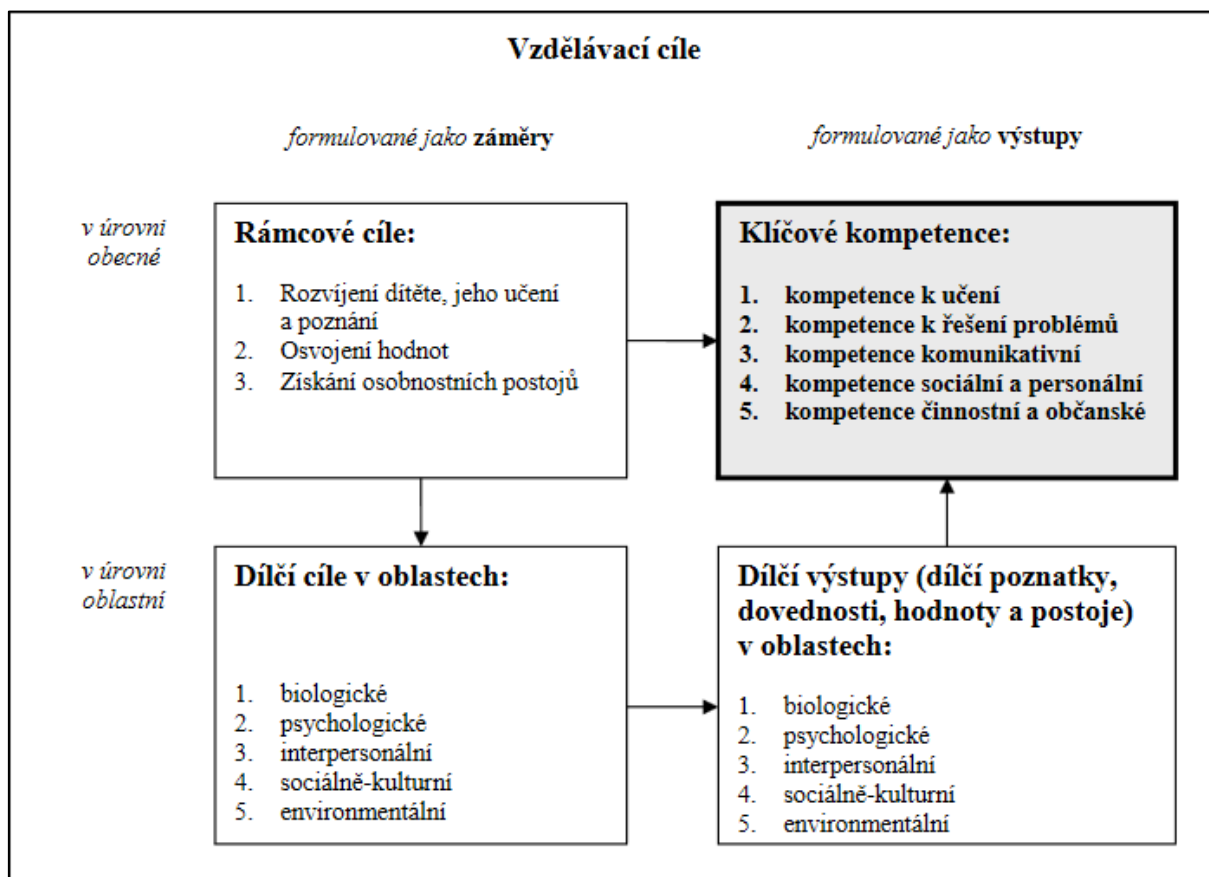 Vzdělávací cíle
formulované jako záměry
formulované jako výstupy
v úrovni
obecné
Rámcové cíle:
1. Rozvíjení dítěte, jeho učení
a poznání
2. Osvojení hodnot
3. Získání osobnostních postojů
Klíčové kompetence:
1. kompetence k učení
2. kompetence k řešení problémů
3. kompetence komunikativní
4. kompetence sociální a personální
5. kompetence činnostní a občanské
v úrovni
oblastní
Dílčí cíle v oblastech:
1. biologické
2. psychologické
3. interpersonální
4. sociálně-kulturní
5. environmentální
Dílčí výstupy (dílčí poznatky,
dovednosti, hodnoty a postoje)
v oblastech:
1. biologické
2. psychologické
3. interpersonální
4. sociálně-kulturní
5. environmentální